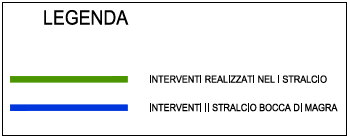 LEGENDA
INTERVENTI REALIZZATI NEL I STRALCIO
INTERVENTI II STRALCIO BOCCA DI MAGRA